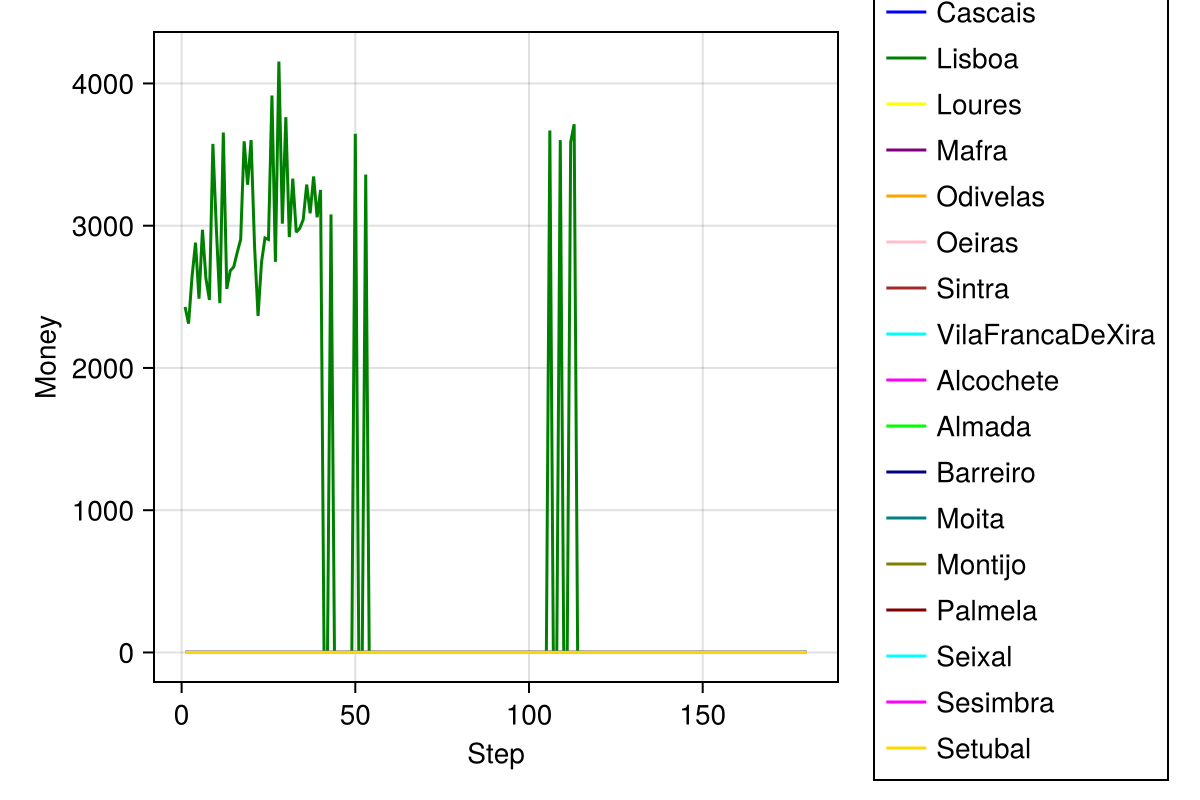 4000
3000
2000
1000
0
Money
0
50
100
150
Step
Cascais
Lisboa
Loures
Mafra
Odivelas
Oeiras
Sintra
VilaFrancaDeXira
Alcochete
Almada
Barreiro
Moita
Montijo
Palmela
Seixal
Sesimbra
Setubal